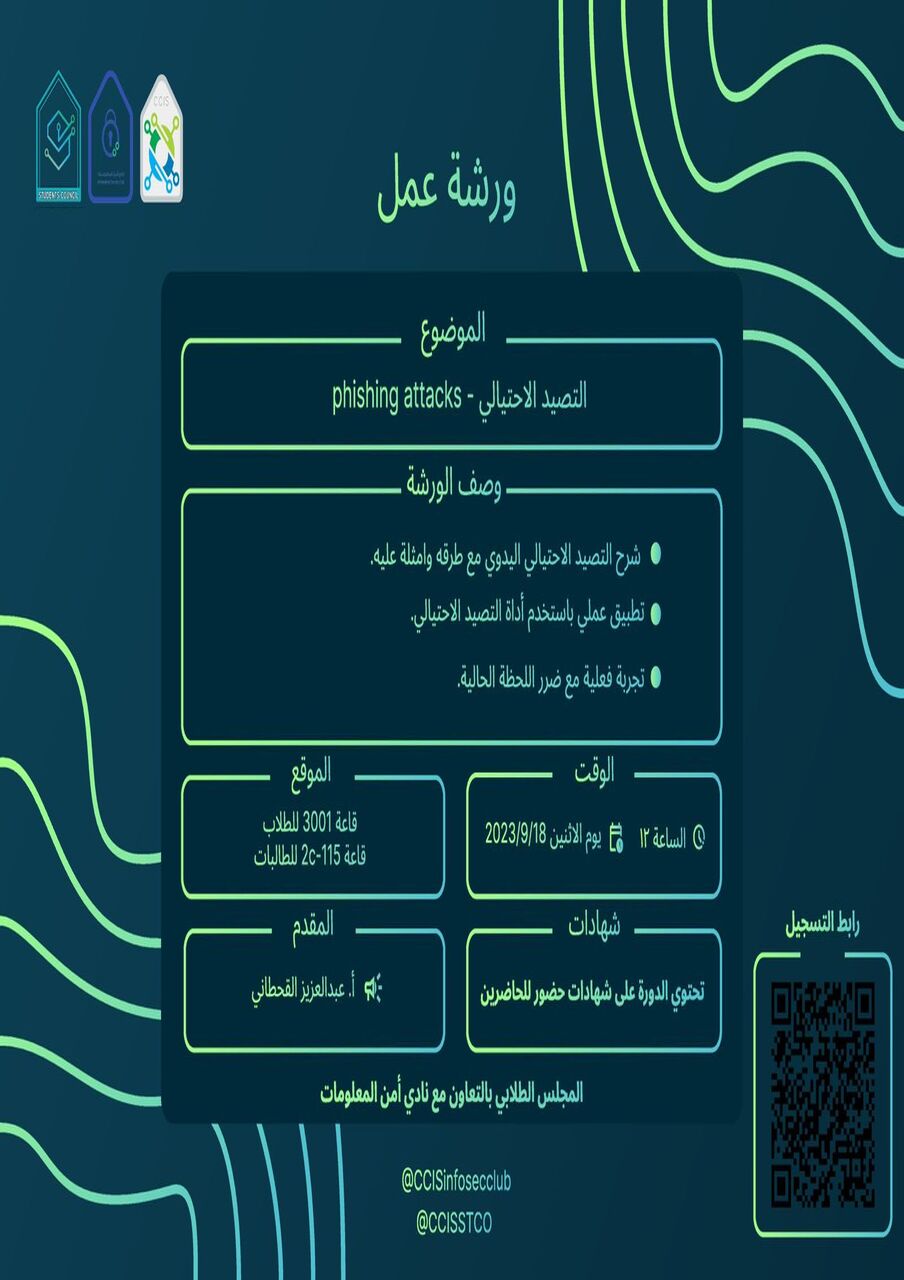 CCIS
STUDENTS COUNCIL
ورشة عمل
الموضوع
التصيد الاحتيالي - phishing attacks
وصف الورشة
شرح التصيد الاحتيالي اليدوي مع طرقه وامثلة عليه.
تطبيق عملي باستخدم أداة التصيد الاحتيالي.
تجربة فعلية مع ضرر اللحظة الحالية.
الوقت
الساعة ١٢ يوم الاثنين 2023/9/18
الموقع
قاعة 3001 للطلاب
قاعة 2c-115 للطالبات
شهادات
تحتوي الدورة على شهادات حضور للحاضرين
المقدم
أ. عبدالعزيز القحطاني
رابط التسجيل
المجلس الطلابي بالتعاون مع نادي أمن المعلومات
@CCISinfosecclub
@CCISSTCO